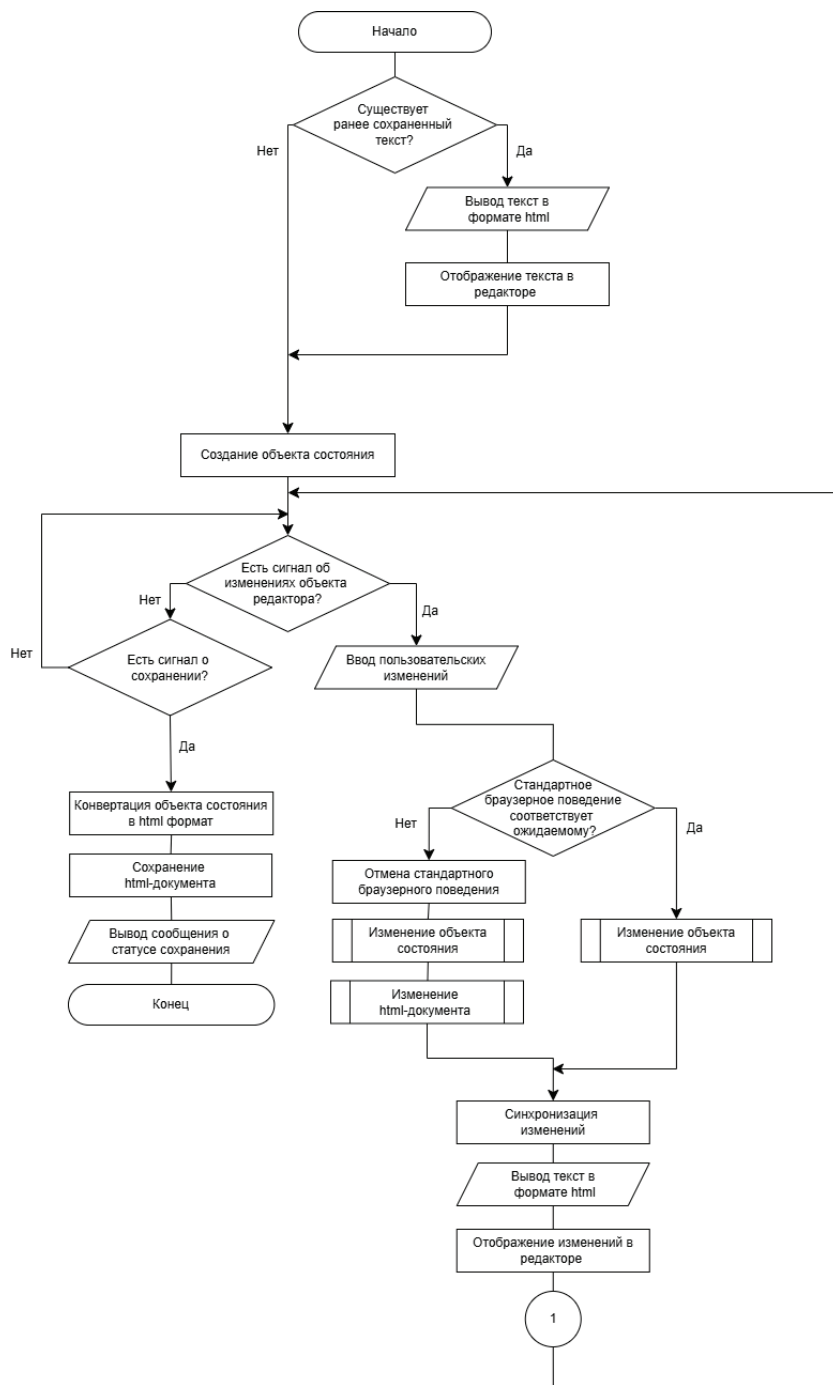 Начало
Существует
ранее сохраненный
текст?
Нет
Да
Вывод текст в
формате html
Отображение текста в
редакторе
Создание объекта состояния
Есть сигнал об
изменениях объекта
редактора?
Нет
Да
Нет
Есть сигнал о
сохранении?
Ввод пользовательских
изменений
Да
Конвертация объекта состояния
в html формат
Сохранение
html-документа
Вывод сообщения о
статусе сохранения
Конец
Стандартное
браузерное поведение
соответствует
ожидаемому?
Нет
Да
Отмена стандартного
браузерного поведения
Изменение объекта
состояния
Изменение
html-документа
Изменение объекта
состояния
Синхронизация
изменений
Вывод текст в
формате html
Отображение изменений в
редакторе
1